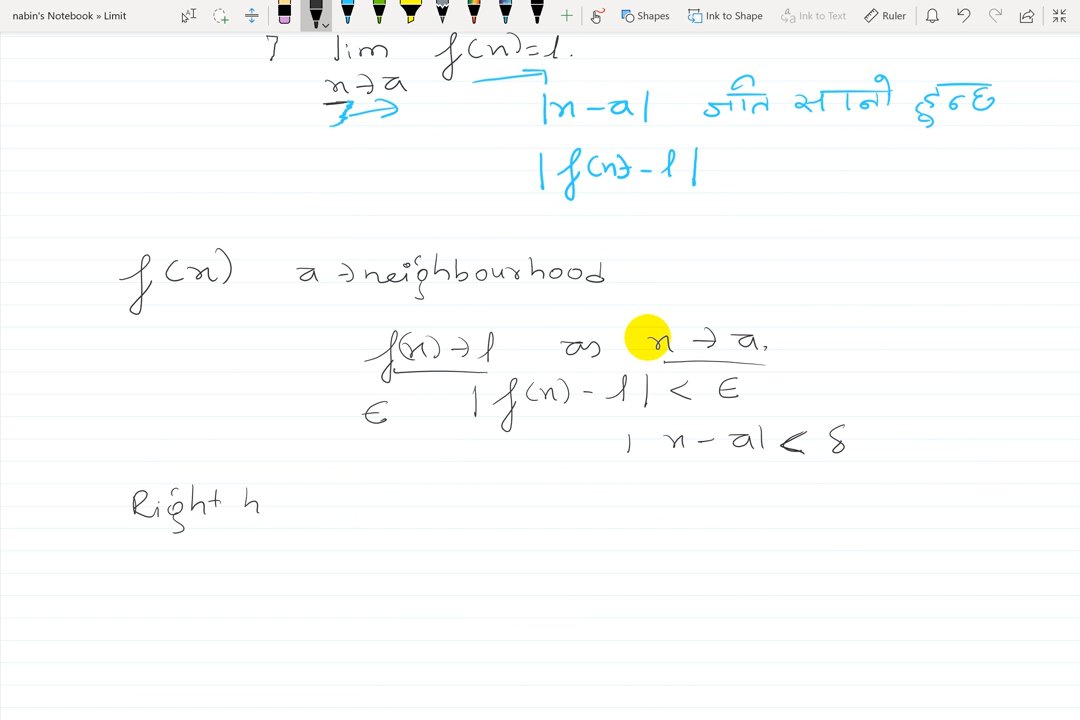 nabin's Notebook » Limit
Shapes Ink to Shape Ink to Text Ruler
lim f(x)=l.
x→a
|x-a| जति सानो हुन्छ
|f(x)-l|
f(x) a → neighbourhood
f(x) → l as x → a.
|f(x) - l| < ε
ε
|x - a| < δ
Right h